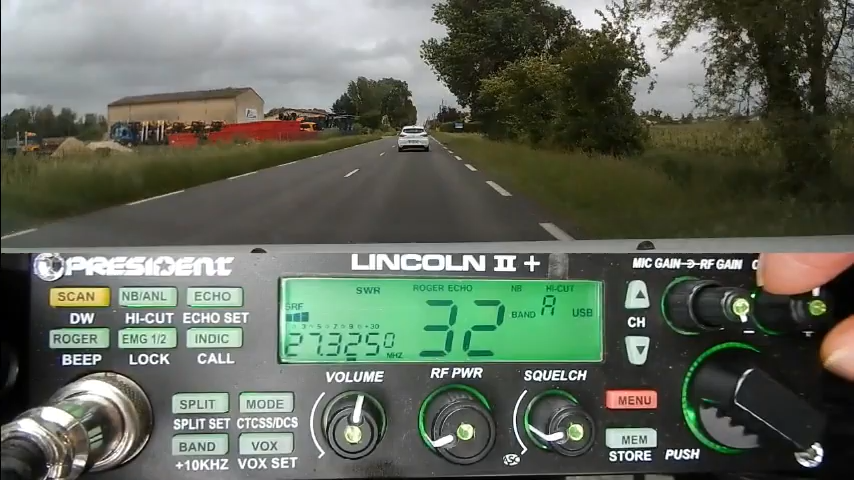 PRESIDENT
LINCOLN II +
MIC GAIN RF GAIN
SCAN
NB/ANL
ECHO
DW
HI-CUT
ECHO SET
ROGER
EMG 1/2
INDIC
BEEP
LOCK
CALL
SWR
ROGER ECHO
NB
HI-CUT
SRF
32
BAND A
USB
27.325.0 MHZ
CH
VOLUME
RF PWR
SQUELCH
MENU
SPLIT
MODE
SPLIT SET
CTCSS/DCS
BAND
VOX
+10KHZ
VOX SET
ASC
MEM
STORE
PUSH